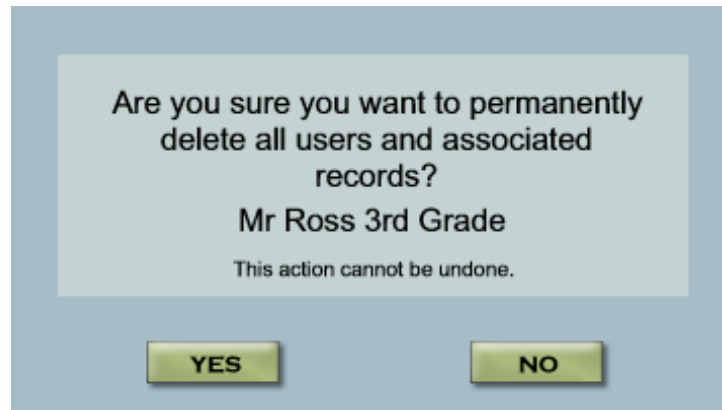 Are you sure you want to permanently
delete all users and associated
records?
Mr Ross 3rd Grade
This action cannot be undone.
YES
NO